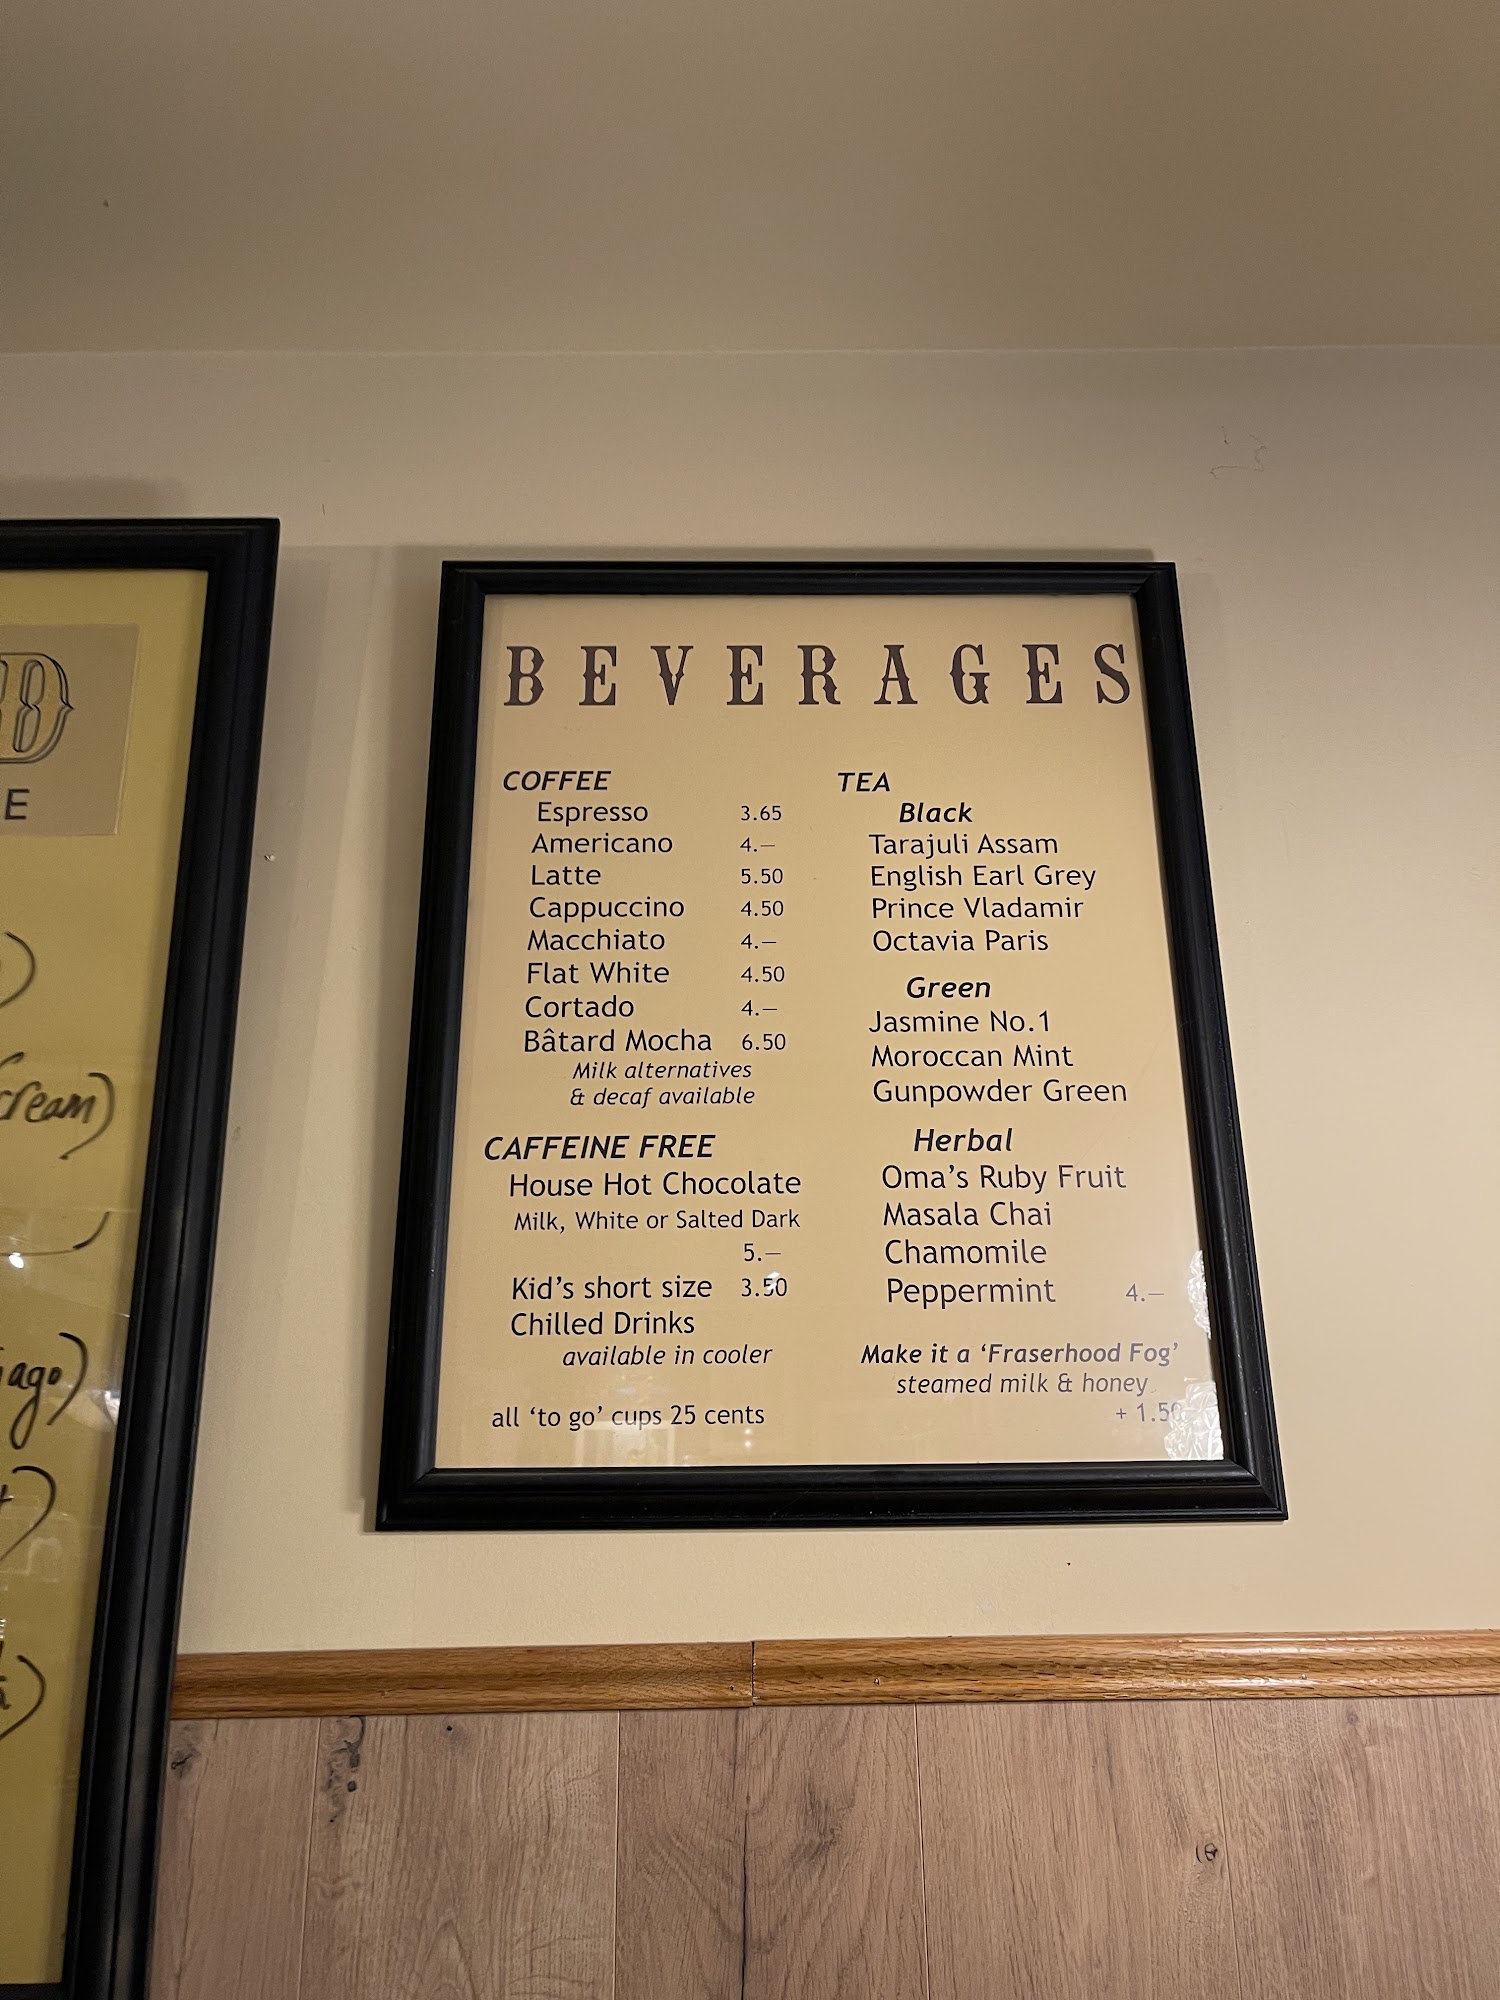 D
E
cream)
BEVERAGES
COFFEE
Espresso 3.65
Americano 4.—
Latte 5.50
Cappuccino 4.50
Macchiato 4.—
Flat White 4.50
Cortado 4.—
Bâtard Mocha 6.50
Milk alternatives
& decaf available
CAFFEINE FREE
House Hot Chocolate
Milk, White or Salted Dark
5.—
Kid’s short size 3.50
Chilled Drinks
available in cooler
all ‘to go’ cups 25 cents
TEA
Black
Tarajuli Assam
English Earl Grey
Prince Vladamir
Octavia Paris
Green
Jasmine No.1
Moroccan Mint
Gunpowder Green
Herbal
Oma’s Ruby Fruit
Masala Chai
Chamomile
Peppermint 4.—
Make it a ‘Fraserhood Fog’
steamed milk & honey
+ 1.50